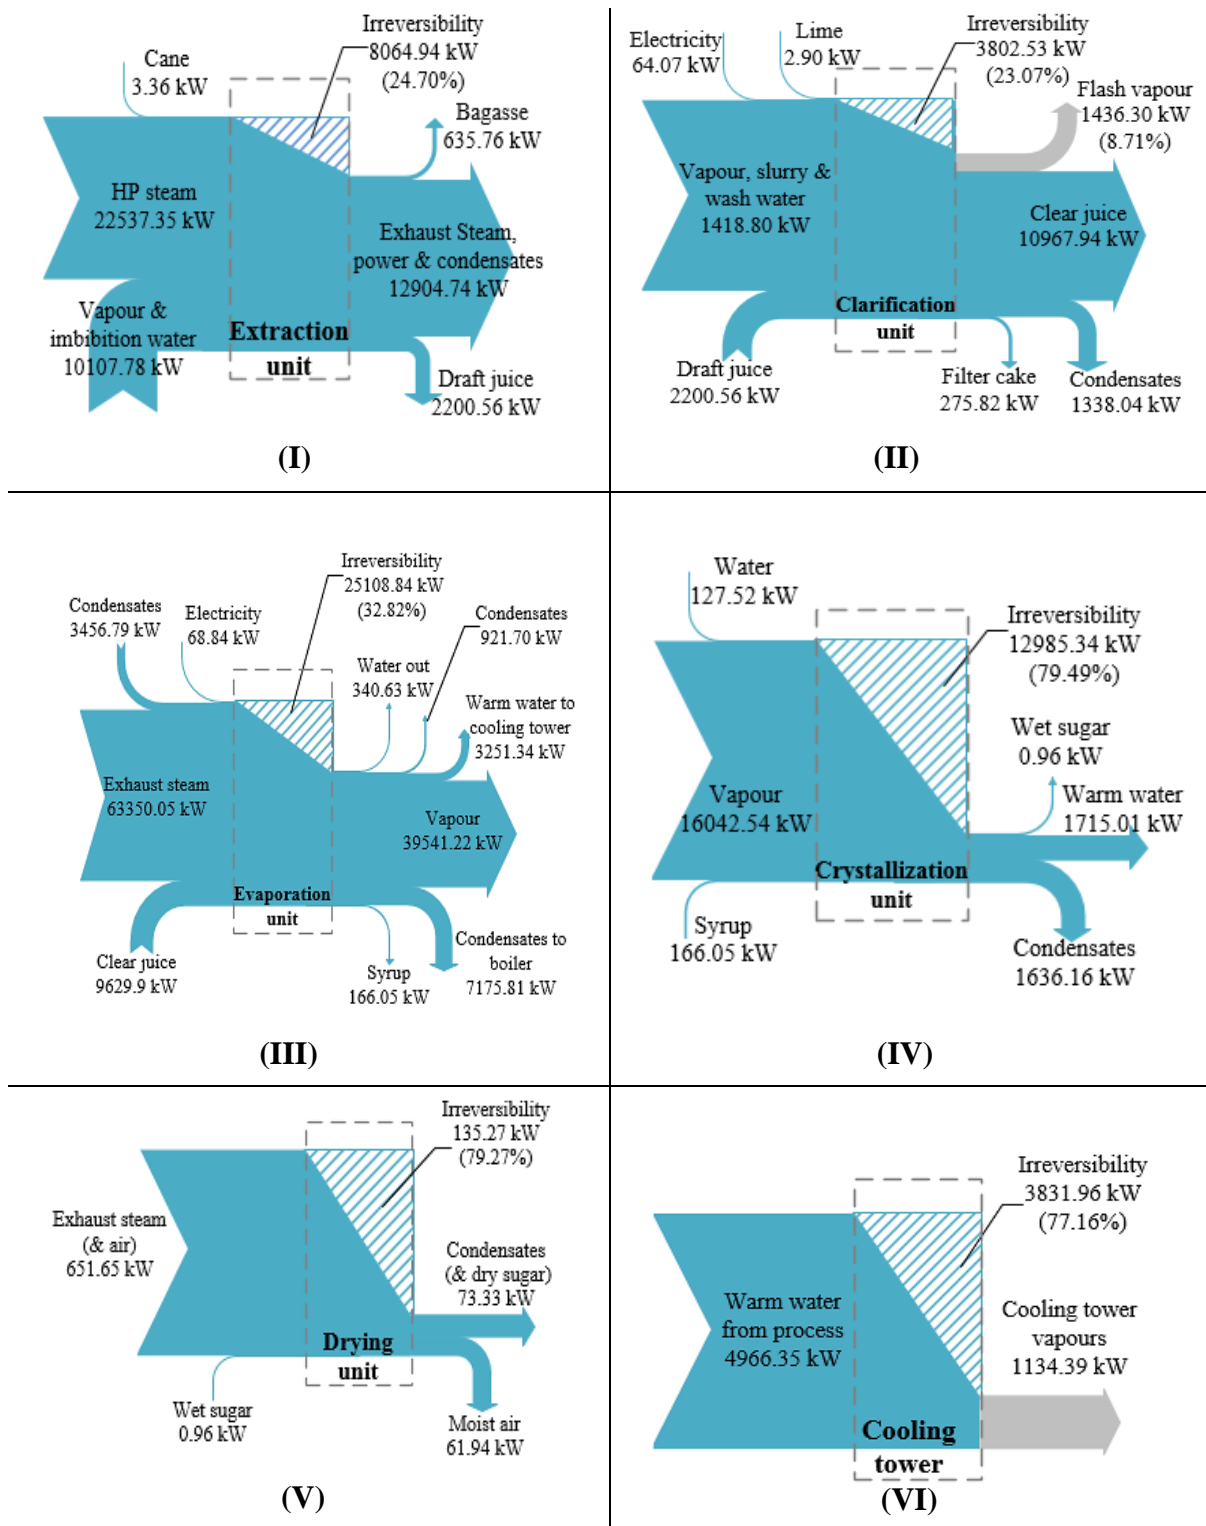 Cane
3.36 kW
Irreversibility
8064.94 kW
(24.70%)
Bagasse
635.76 kW
HP steam
22537.35 kW
Exhaust Steam,
power & condensates
12904.74 kW
Vapour &
imbibition water
10107.78 kW
Extraction
unit
Draft juice
2200.56 kW
(I)
Electricity
64.07 kW
Lime
2.90 kW
Irreversibility
3802.53 kW
(23.07%)
Flash vapour
1436.30 kW
(8.71%)
Vapour, slurry &
wash water
1418.80 kW
Clear juice
10967.94 kW
Clarification
unit
Draft juice
2200.56 kW
Filter cake
275.82 kW
Condensates
1338.04 kW
(II)
Condensates
3456.79 kW
Electricity
68.84 kW
Irreversibility
25108.84 kW
(32.82%)
Water out
340.63 kW
Condensates
921.70 kW
Warm water to
cooling tower
3251.34 kW
Exhaust steam
63350.05 kW
Vapour
39541.22 kW
Evaporation
unit
Clear juice
9629.9 kW
Syrup
166.05 kW
Condensates to
boiler
7175.81 kW
(III)
Water
127.52 kW
Irreversibility
12985.34 kW
(79.49%)
Wet sugar
0.96 kW
Vapour
16042.54 kW
Warm water
1715.01 kW
Crystallization
unit
Syrup
166.05 kW
Condensates
1636.16 kW
(IV)
Irreversibility
135.27 kW
(79.27%)
Exhaust steam
(& air)
651.65 kW
Condensates
(& dry sugar)
73.33 kW
Drying
unit
Wet sugar
0.96 kW
Moist air
61.94 kW
(V)
Irreversibility
3831.96 kW
(77.16%)
Warm water
from process
4966.35 kW
Cooling tower
vapours
1134.39 kW
Cooling
tower
(VI)